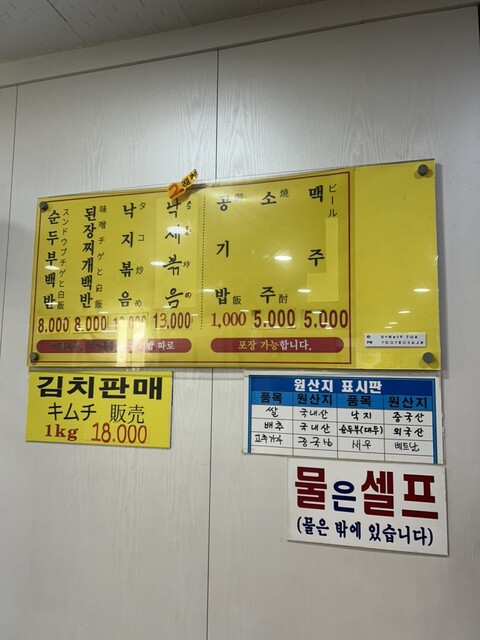 순두부백반
スンドゥブチゲと白飯
8.000
된장찌개백반
味噌チゲと白飯
8.000
낙지볶음
タコ炒め
13,000
공기밥
飯
1,000
소주
焼酎
5.000
맥주
ビール
5.000
포장 가능합니다.
김치판매
キムチ 販売
1kg 18.000
원산지 표시판
품목 원산지 품목 원산지
쌀 국내산 낙지 중국산
배추 국내산 순두부(대두) 외국산
고춧가루 중국산 새우 베트남
물은셀프
(물은 밖에 있습니다)